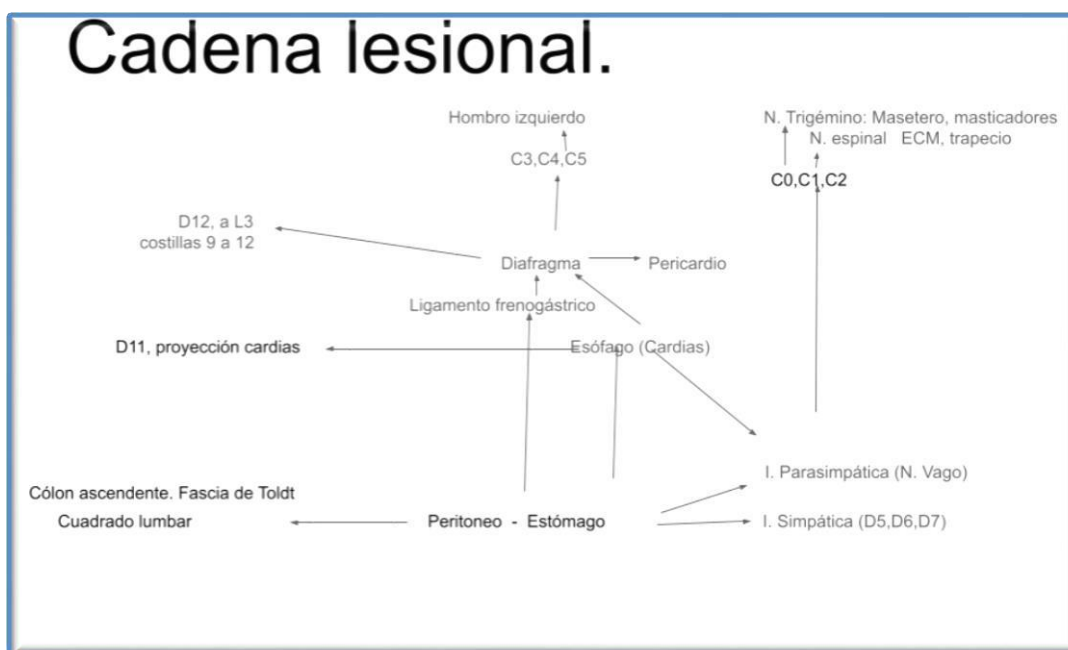 Cadena lesional.
Hombro izquierdo
N. Trigémino: Masetero, masticadores
N. espinal ECM, trapecio
C3,C4,C5
C0,C1,C2
D12, a L3
costillas 9 a 12
Diafragma
Pericardio
Ligamento frenogástrico
D11, proyección cardias
Esófago (Cardias)
I. Parasimpática (N. Vago)
Cólon ascendente. Fascia de Toldt
Cuadrado lumbar
Peritoneo - Estómago
I. Simpática (D5,D6,D7)